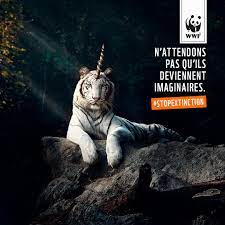 WWF
N'ATTENDONS
PAS QU'ILS
DEVIENNENT
IMAGINAIRES.
#STOPEXTINCTION